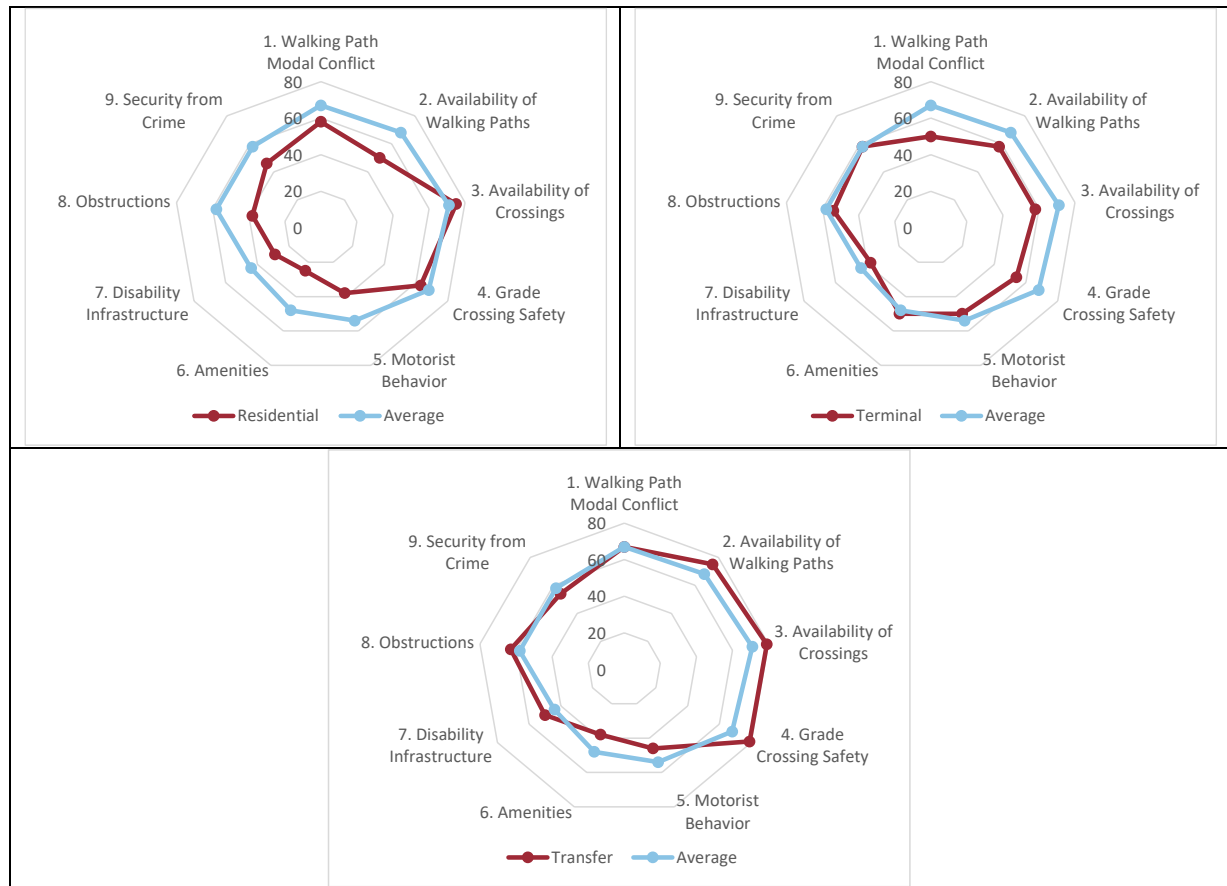 1. Walking Path
Modal Conflict
2. Availability of
Walking Paths
3. Availability of
Crossings
4. Grade
Crossing Safety
5. Motorist
Behavior
6. Amenities
7. Disability
Infrastructure
8. Obstructions
9. Security from
Crime
80
60
40
20
0
Residential
Average
1. Walking Path
Modal Conflict
2. Availability of
Walking Paths
3. Availability of
Crossings
4. Grade
Crossing Safety
5. Motorist
Behavior
6. Amenities
7. Disability
Infrastructure
8. Obstructions
9. Security from
Crime
80
60
40
20
0
Terminal
Average
1. Walking Path
Modal Conflict
2. Availability of
Walking Paths
3. Availability of
Crossings
4. Grade
Crossing Safety
5. Motorist
Behavior
6. Amenities
7. Disability
Infrastructure
8. Obstructions
9. Security from
Crime
80
60
40
20
0
Transfer
Average